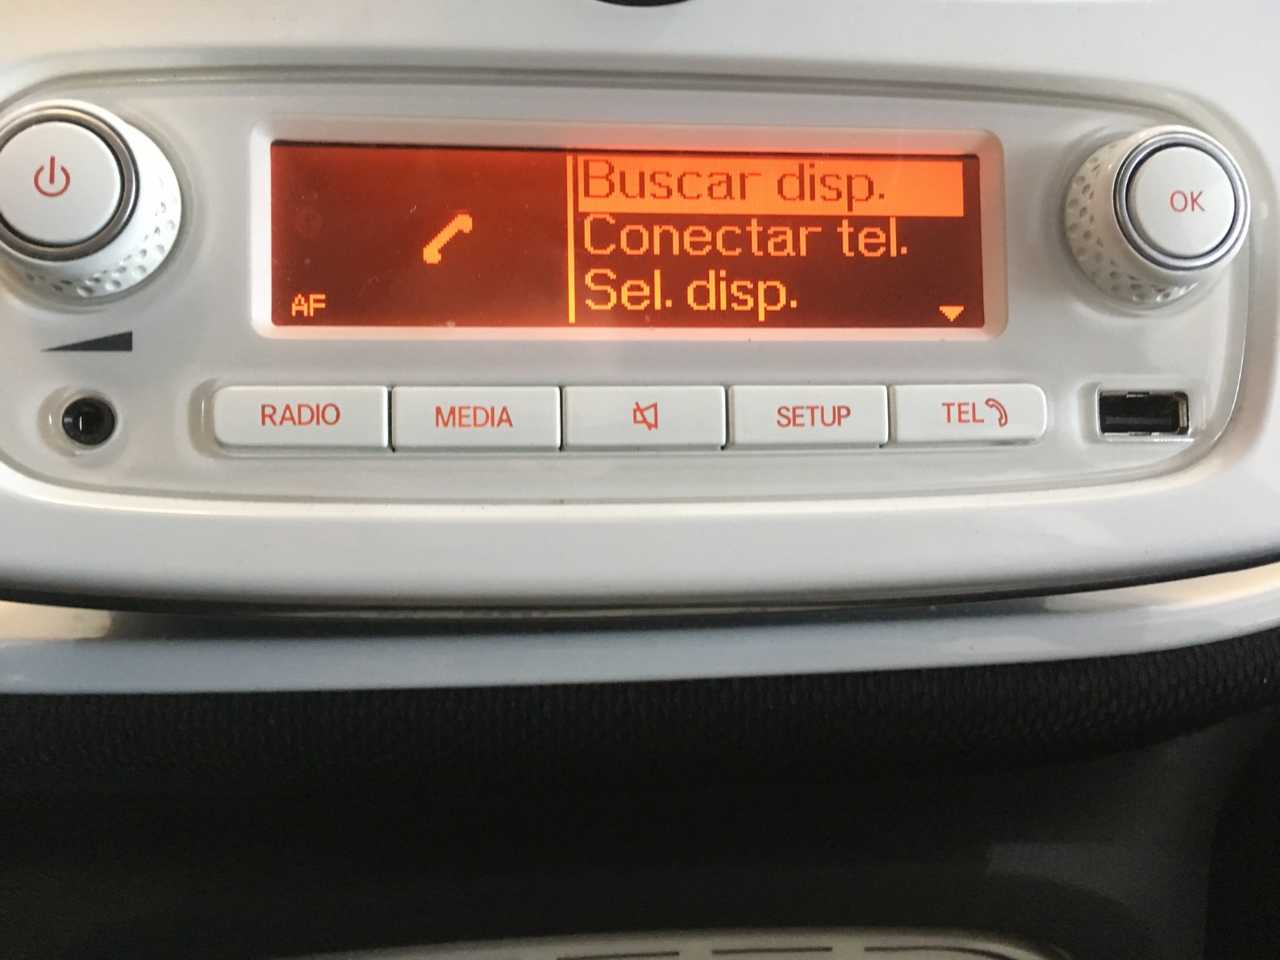 Buscar disp.
Conectar tel.
Sel. disp.
AF
OK
RADIO
MEDIA
SETUP
TEL